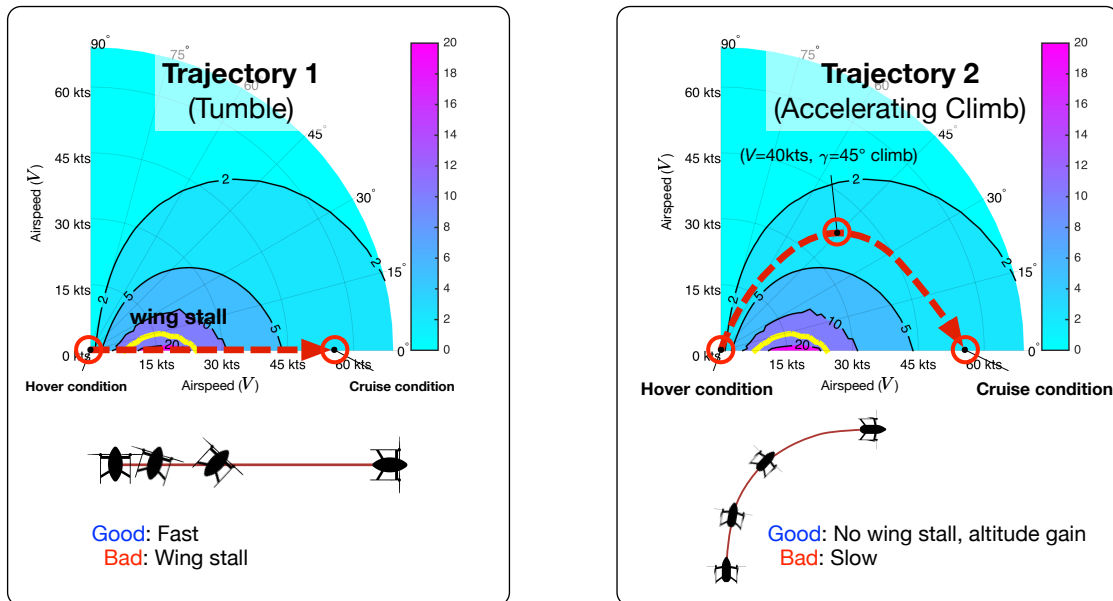 Trajectory 1
(Tumble)
90°
75°
60
45°
30°
15°
0°
60 kts
45 kts
30 kts
15 kts
0 kts
Airspeed (V)
2
2
2
5
5
10
20
wing stall
15 kts
30 kts
45 kts
60 kts
Airspeed (V)
Hover condition
Cruise condition
20
18
16
14
12
10
8
6
4
2
0
Good: Fast
Bad: Wing stall
Trajectory 2
(Accelerating Climb)
(V=40kts, γ=45° climb)
90°
75°
60
45°
30°
15°
0°
60 kts
45 kts
30 kts
15 kts
0 kts
Airspeed (V)
2
2
2
5
5
10
20
15 kts
30 kts
45 kts
60 kts
Airspeed (V)
Hover condition
Cruise condition
20
18
16
14
12
10
8
6
4
2
0
Good: No wing stall, altitude gain
Bad: Slow